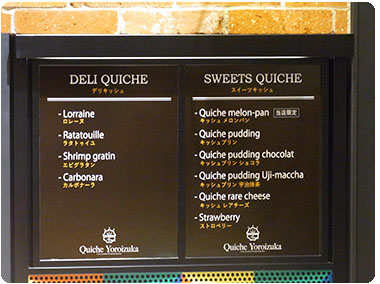 DELI QUICHE
デリキッシュ
- Lorraine
ロレーヌ
- Ratatouille
ラタトゥイユ
- Shrimp gratin
エビグラタン
- Carbonara
カルボナーラ
Quiche Yoroizuka
SWEETS QUICHE
スイーツキッシュ
- Quiche melon-pan 当店限定
キッシュ メロンパン
- Quiche pudding
キッシュプリン
- Quiche pudding chocolat
キッシュプリン ショコラ
- Quiche pudding Uji-maccha
キッシュプリン 宇治抹茶
- Quiche rare cheese
キッシュ レアチーズ
- Strawberry
ストロベリー
Quiche Yoroizuka